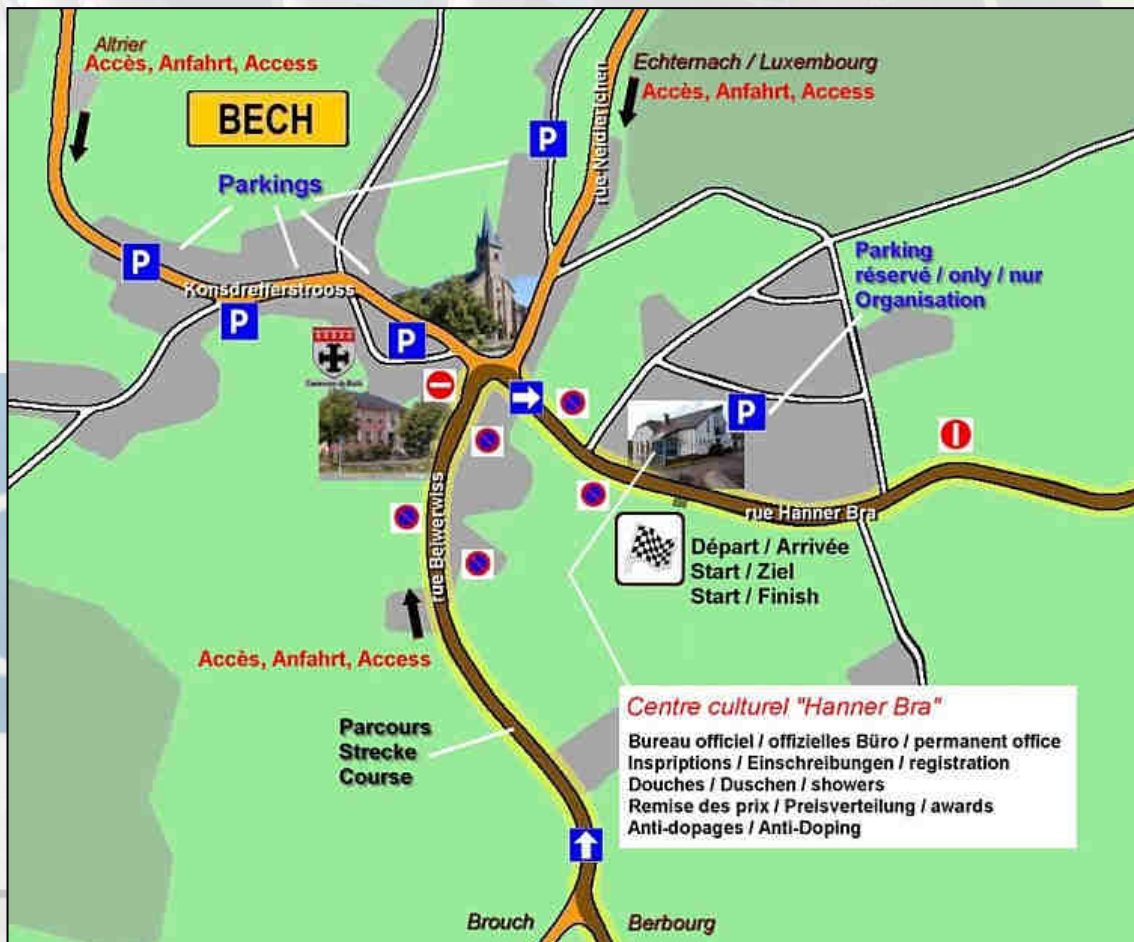 Altrier
Accès, Anfahrt, Access
BECH
Echternach / Luxembourg
Accès, Anfahrt, Access
rue Neidierichen
P
Parkings
P
Parking
réservé / only / nur
Organisation
Konsdrefferstrooss
P
P
P
rue Beiwerwiss
rue Hanner Bra
Départ / Arrivée
Start / Ziel
Start / Finish
Accès, Anfahrt, Access
Parcours
Strecke
Course
Centre culturel "Hanner Bra"
Bureau officiel / offizielles Büro / permanent office
Inspriptions / Einschreibungen / registration
Douches / Duschen / showers
Remise des prix / Preisverteilung / awards
Anti-dopages / Anti-Doping
Brouch
Berbourg